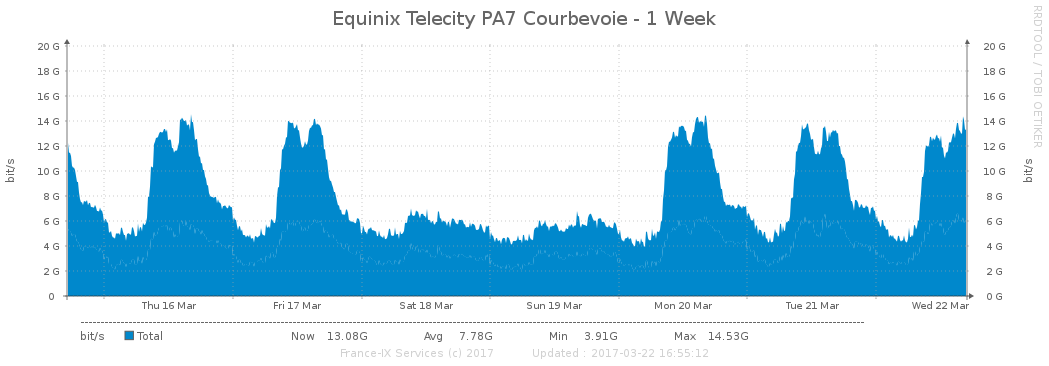 Equinix Telecity PA7 Courbevoie - 1 Week
RRDTOOL / TOBI OETIKER
bit/s
20 G
18 G
16 G
14 G
12 G
10 G
8 G
6 G
4 G
2 G
0
20 G
18 G
16 G
14 G
12 G
10 G
8 G
6 G
4 G
2 G
0 G
bit/s
Thu 16 Mar Fri 17 Mar Sat 18 Mar Sun 19 Mar Mon 20 Mar Tue 21 Mar Wed 22 Mar
bit/s Total Now 13.08G Avg 7.78G Min 3.91G Max 14.53G
France-IX Services (c) 2017 Updated : 2017-03-22 16:55:12